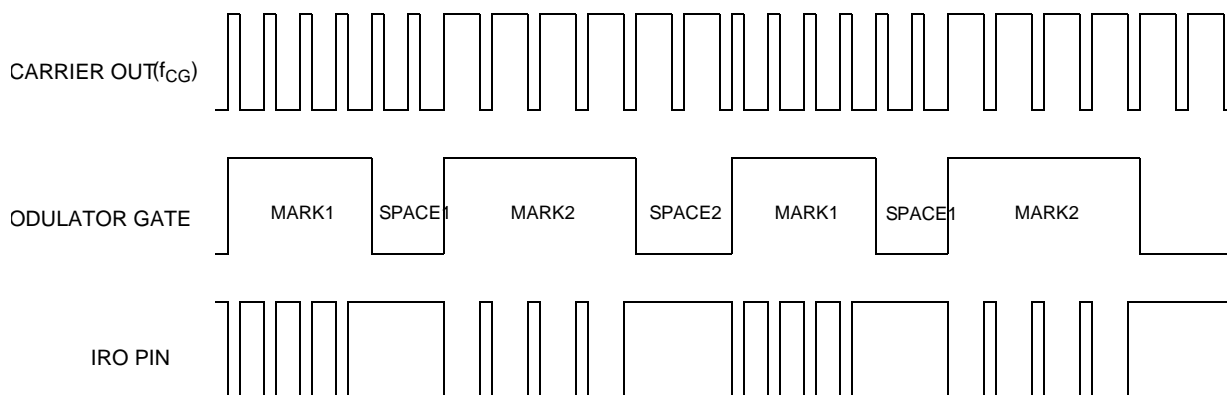 CARRIER OUT(fCG)
ODULATOR GATE
MARK1 SPACE1 MARK2 SPACE2 MARK1 SPACE1 MARK2
IRO PIN